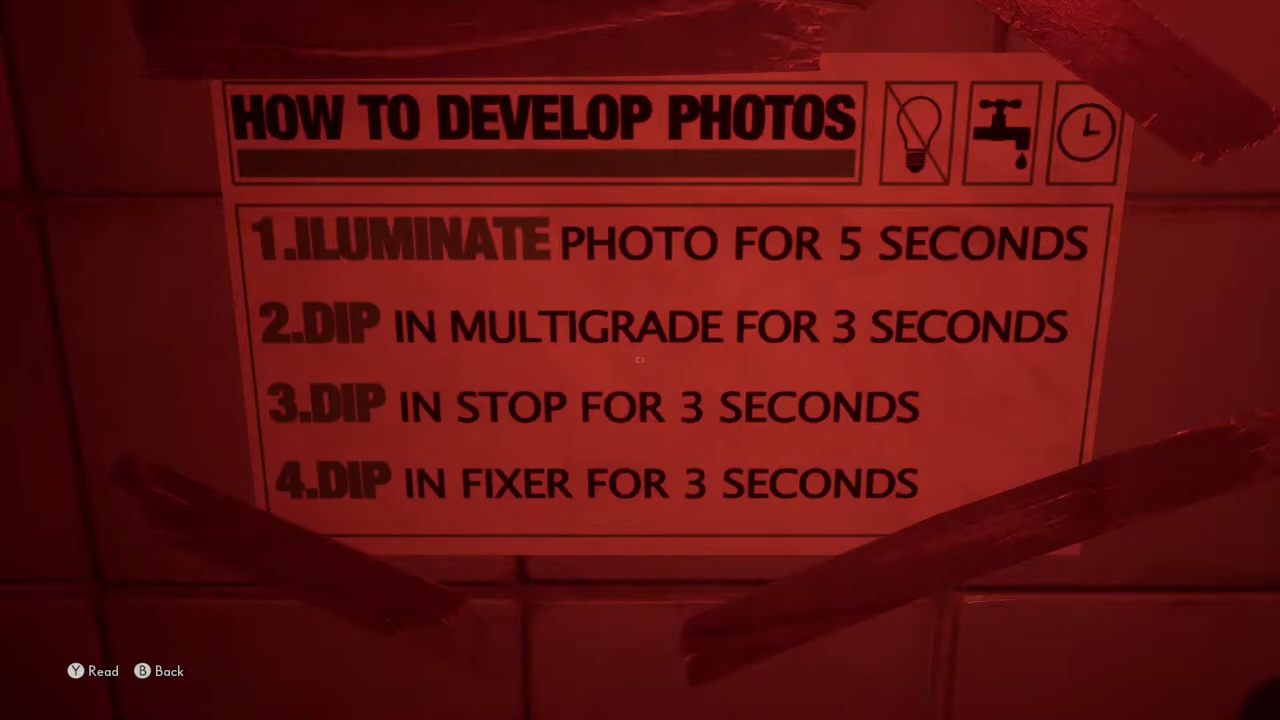 HOW TO DEVELOP PHOTOS
1.ILUMINATE PHOTO FOR 5 SECONDS
2.DIP IN MULTIGRADE FOR 3 SECONDS
3.DIP IN STOP FOR 3 SECONDS
4.DIP IN FIXER FOR 3 SECONDS
Y Read B Back